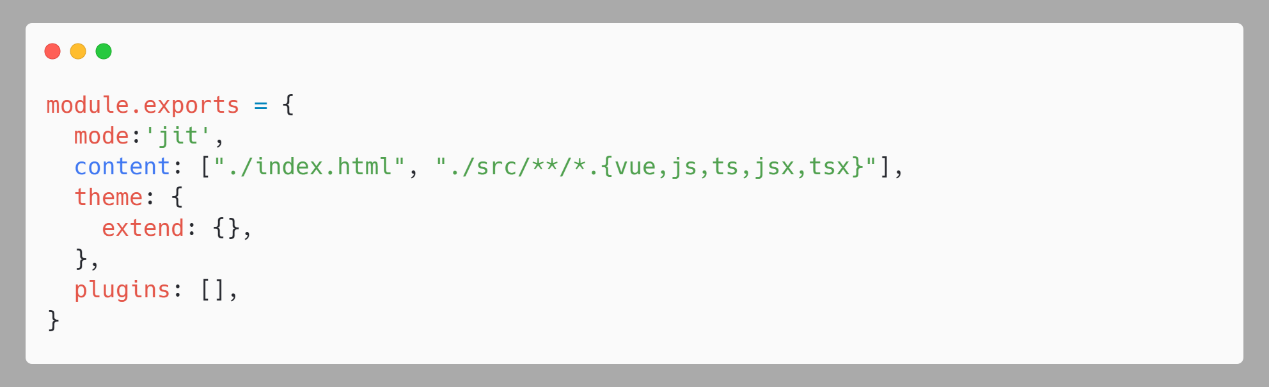 module.exports = {
  mode:'jit',
  content: ["./index.html", "./src/**/*.{vue,js,ts,jsx,tsx}"],
  theme: {
    extend: {},
  },
  plugins: [],
}